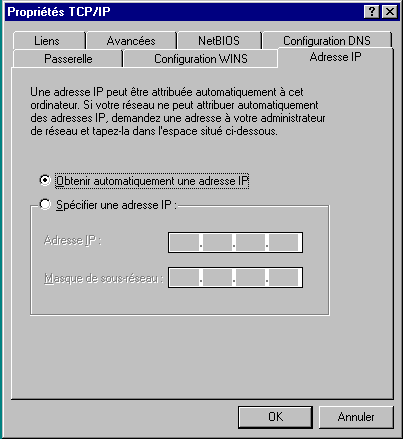 Propriétés TCP/IP
Liens Avancées NetBIOS Configuration DNS
Passerelle Configuration WINS Adresse IP
Une adresse IP peut être attribuée automatiquement à cet
ordinateur. Si votre réseau ne peut attribuer automatiquement
des adresses IP, demandez une adresse à votre administrateur
de réseau et tapez-la dans l'espace situé ci-dessous.
Obtenir automatiquement une adresse IP
Spécifier une adresse IP :
Adresse IP :
Masque de sous-réseau :
OK Annuler